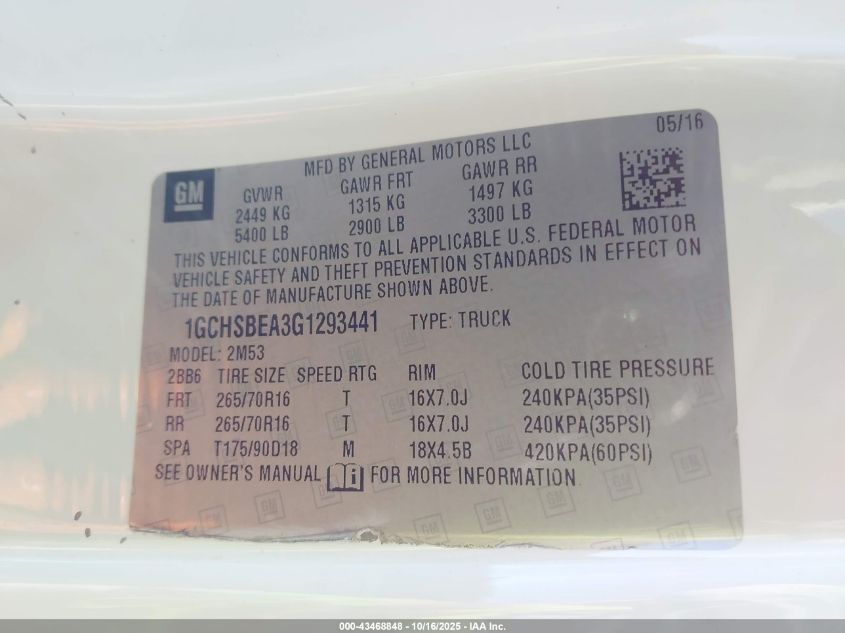 05/16
MFD BY GENERAL MOTORS LLC
GM
GVWR GAWR FRT GAWR RR
2449 KG 1315 KG 1497 KG
5400 LB 2900 LB 3300 LB
THIS VEHICLE CONFORMS TO ALL APPLICABLE U.S. FEDERAL MOTOR
VEHICLE SAFETY AND THEFT PREVENTION STANDARDS IN EFFECT ON
THE DATE OF MANUFACTURE SHOWN ABOVE.
1GCHSBEA3G1293441 TYPE: TRUCK
MODEL: 2M53
2BB6 TIRE SIZE SPEED RTG RIM COLD TIRE PRESSURE
FRT 265/70R16 T 16X7.0J 240KPA(35PSI)
RR 265/70R16 T 16X7.0J 240KPA(35PSI)
SPA T175/90D18 M 18X4.5B 420KPA(60PSI)
SEE OWNER'S MANUAL i FOR MORE INFORMATION.
000-43468848 - 10/16/2025 - IAA Inc.